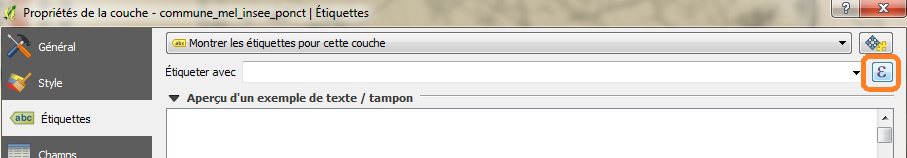 Propriétés de la couche - commune_mel_insee_ponct | Étiquettes
Général
abc Montrer les étiquettes pour cette couche
Étiqueter avec
ε
Style
Aperçu d'un exemple de texte / tampon
abc Étiquettes
Champs